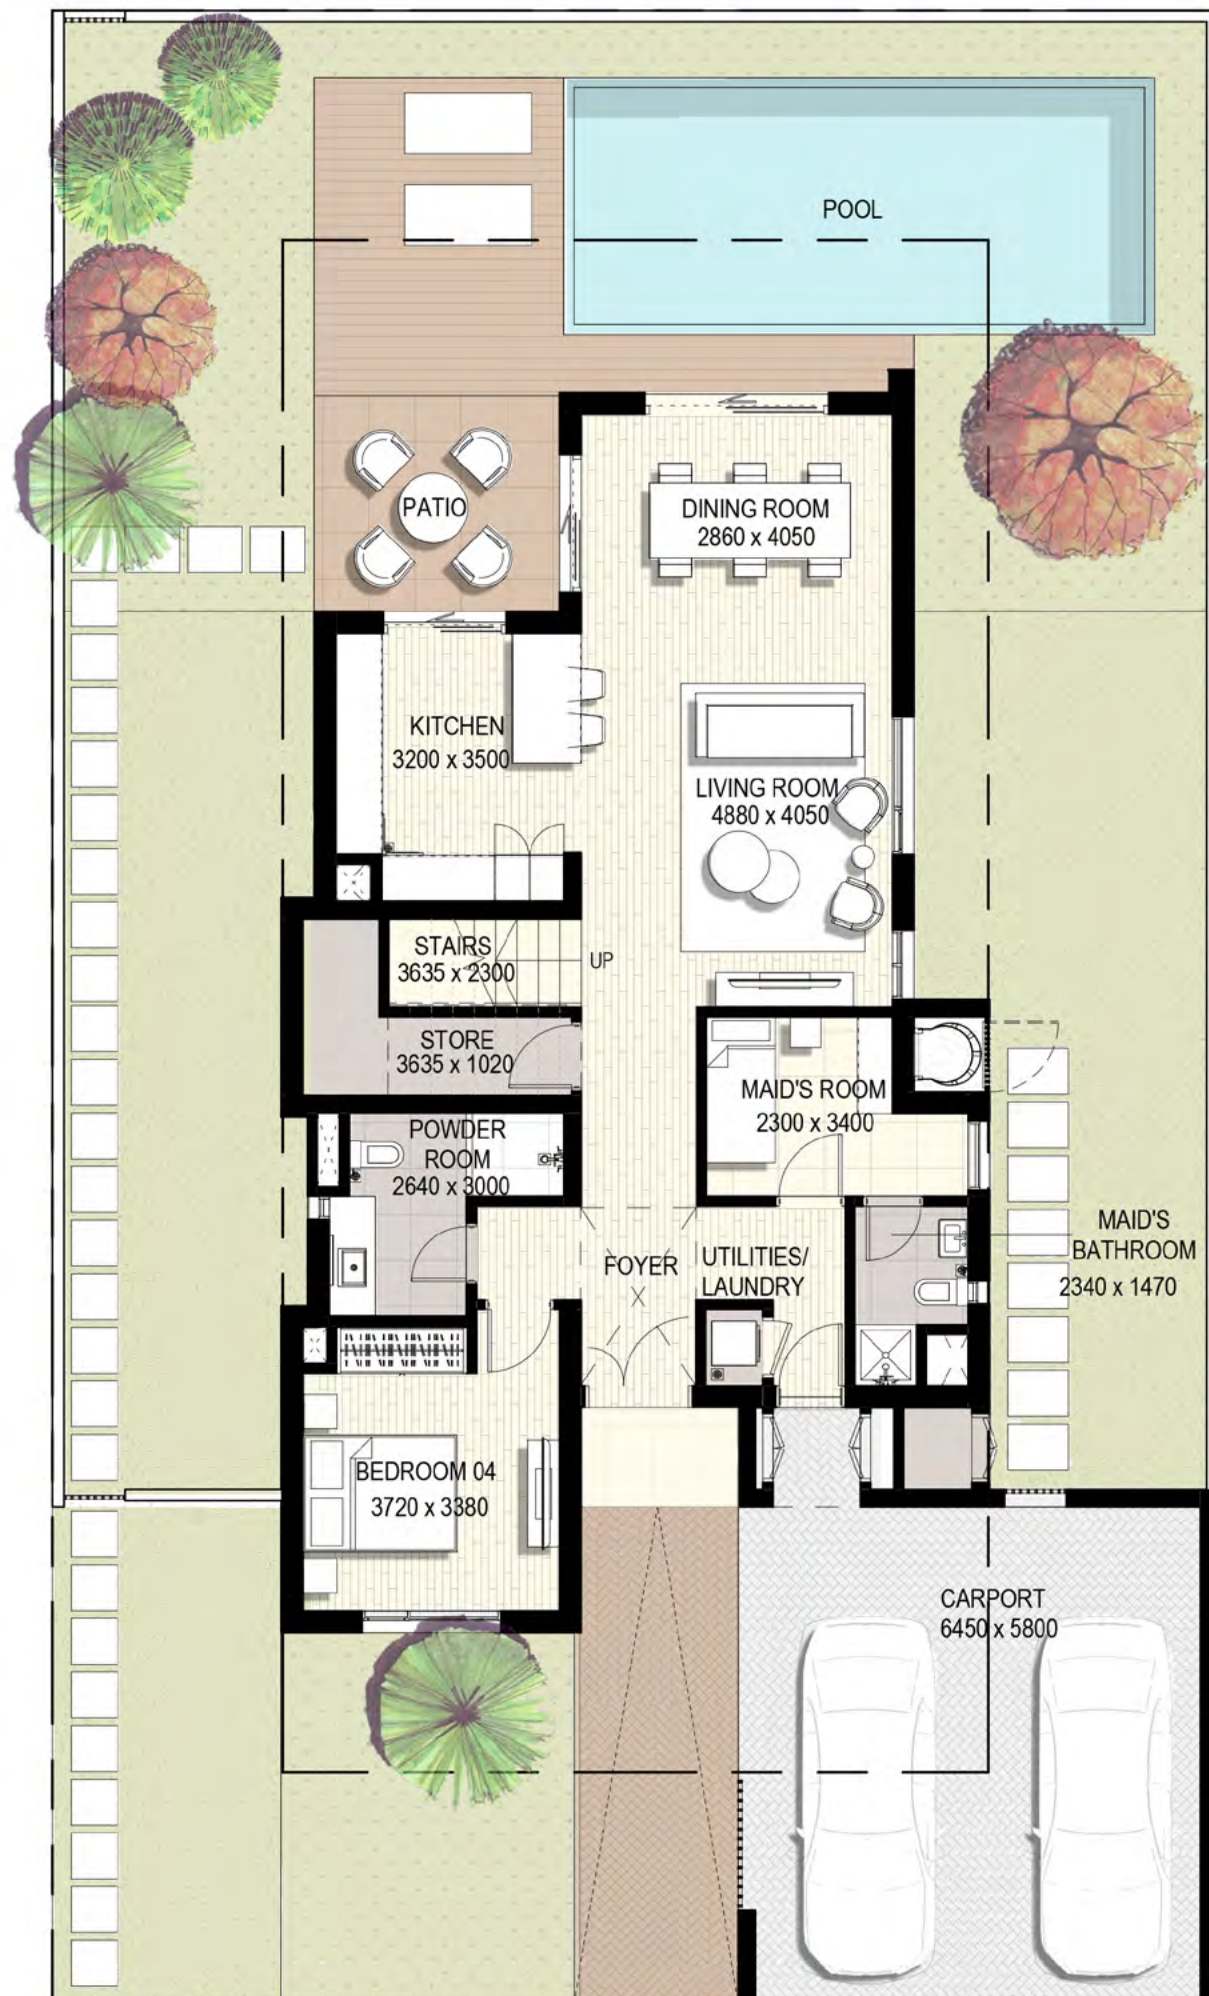 POOL
PATIO
DINING ROOM
2860 x 4050
KITCHEN
3200 x 3500
LIVING ROOM
4880 x 4050
STAIRS
3635 x 2300
UP
STORE
3635 x 1020
MAID'S ROOM
2300 x 3400
POWDER
ROOM
2640 x 3000
FOYER
UTILITIES/
LAUNDRY
MAID'S
BATHROOM
2340 x 1470
BEDROOM 04
3720 x 3380
CARPORT
6450 x 5800